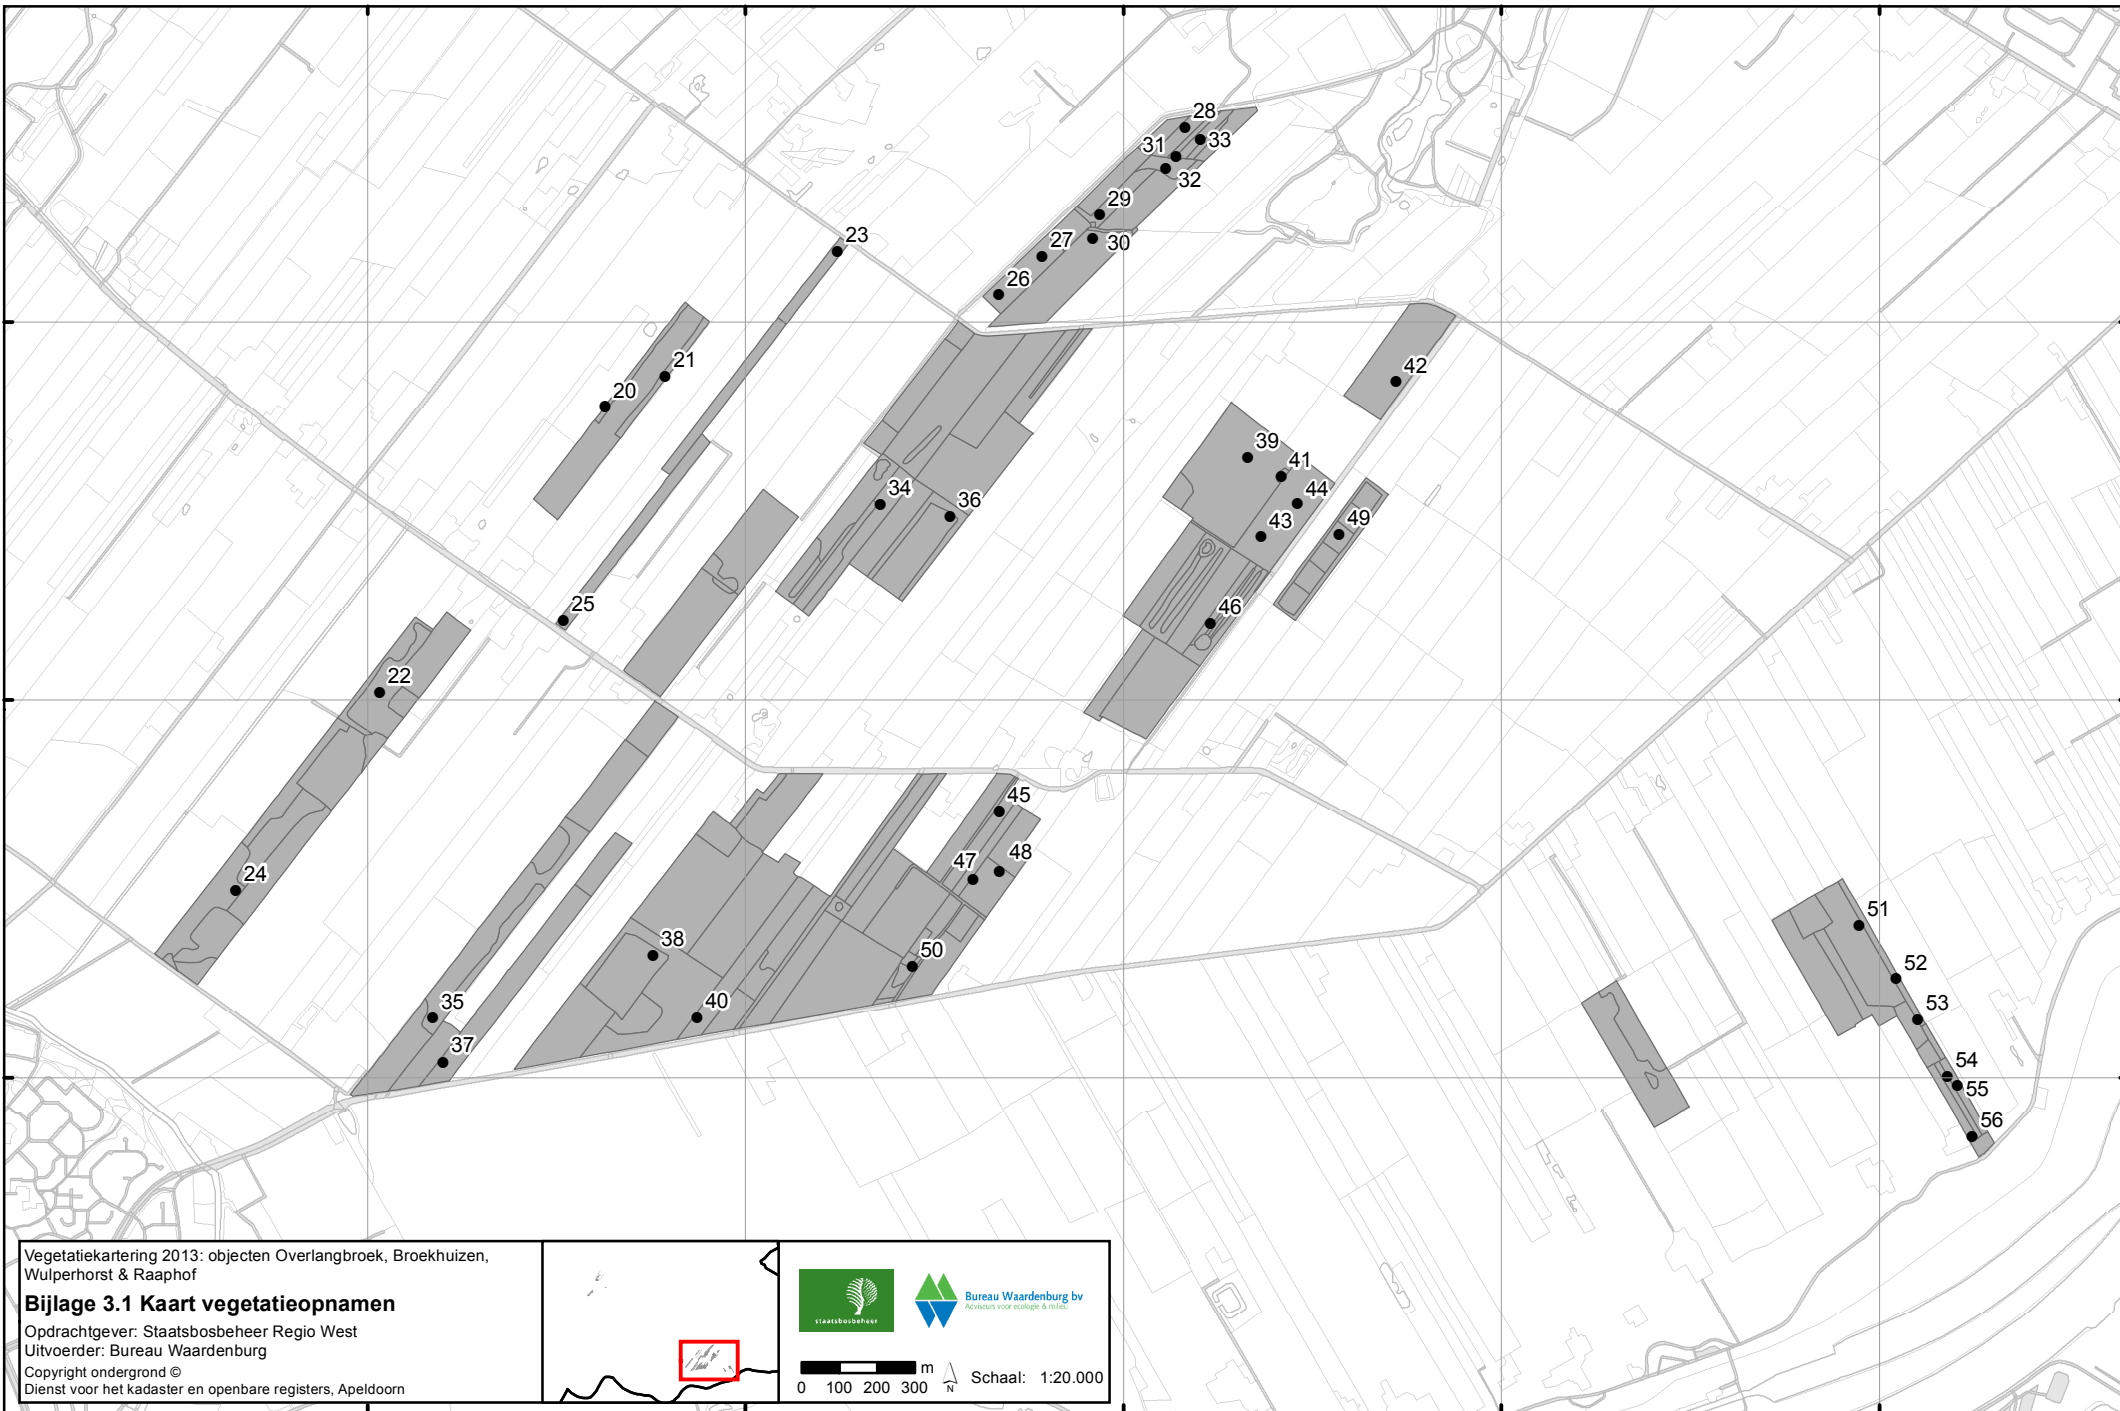 28
33
31
32
29
30
27
26
23
21
20
42
39
41
44
43
49
34
36
46
25
22
24
45
48
47
38
50
40
35
37
51
52
53
54
55
56
Vegetatiekartering 2013: objecten Overlangbroek, Broekhuizen,
Wulperhorst & Raaphof
Bijlage 3.1 Kaart vegetatieopnamen
Opdrachtgever: Staatsbosbeheer Regio West
Uitvoerder: Bureau Waardenburg
Copyright ondergrond ©
Dienst voor het kadaster en openbare registers, Apeldoorn
staatsbosbeheer
Bureau Waardenburg bv
Adviseurs voor ecologie & milieu
m
0 100 200 300
N
Schaal: 1:20.000